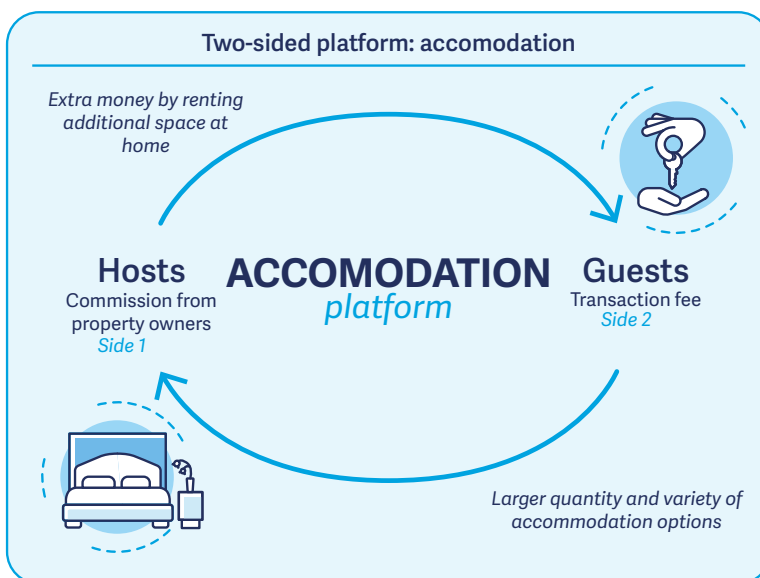 Two-sided platform: accomodation
Extra money by renting
additional space at
home
Hosts
Commission from
property owners
Side 1
ACCOMODATION
platform
Guests
Transaction fee
Side 2
Larger quantity and variety of
accommodation options